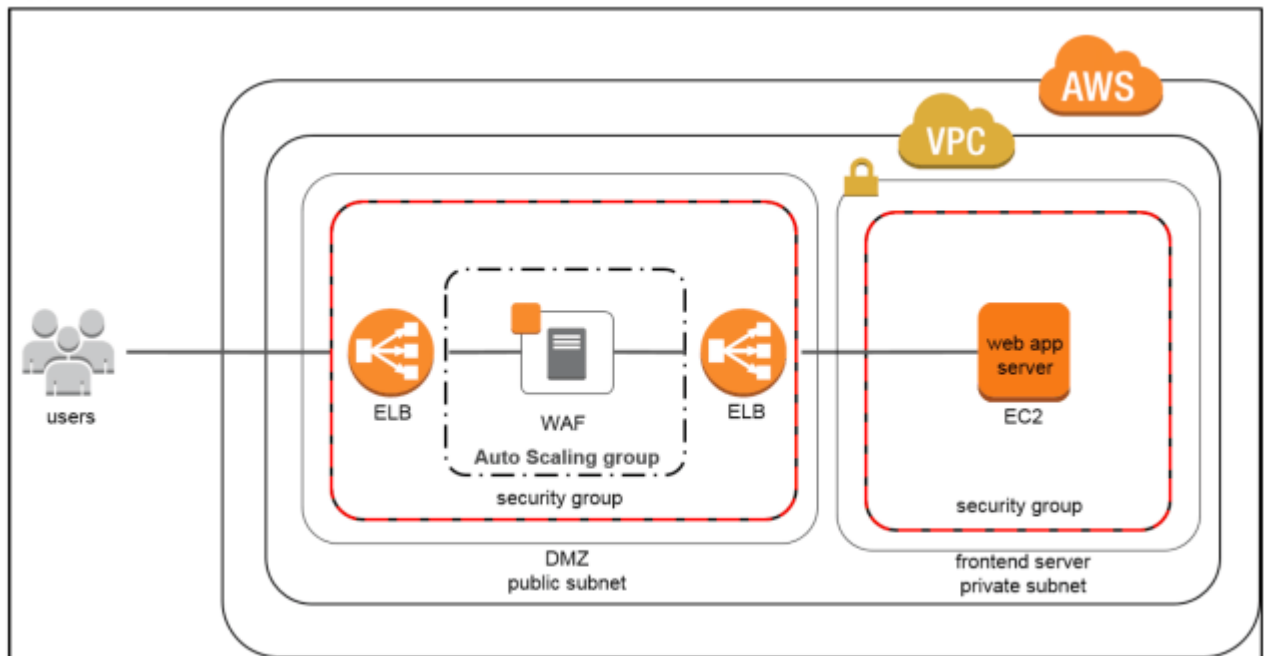 AWS
VPC
users
ELB
WAF
Auto Scaling group
security group
ELB
DMZ
public subnet
web app
server
EC2
security group
frontend server
private subnet